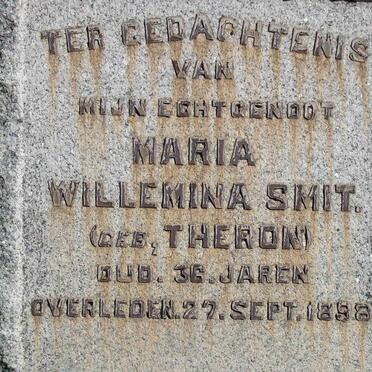 TER GEDACHTENIS
VAN
MIJN ECHTGENOOT
MARIA
WILLEMINA SMIT.
(GEB, THERON)
OUD. 36. JAREN
OVERLEDEN. 27. SEPT. 1898